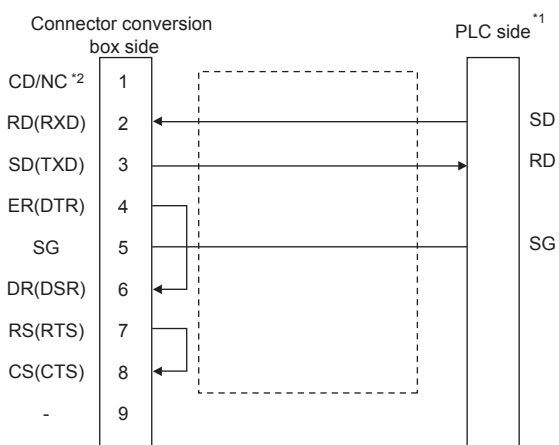 Connector conversion
box side
PLC side *1
CD/NC *2 1
RD(RXD) 2 SD
SD(TXD) 3 RD
ER(DTR) 4
SG 5 SG
DR(DSR) 6
RS(RTS) 7
CS(CTS) 8
- 9